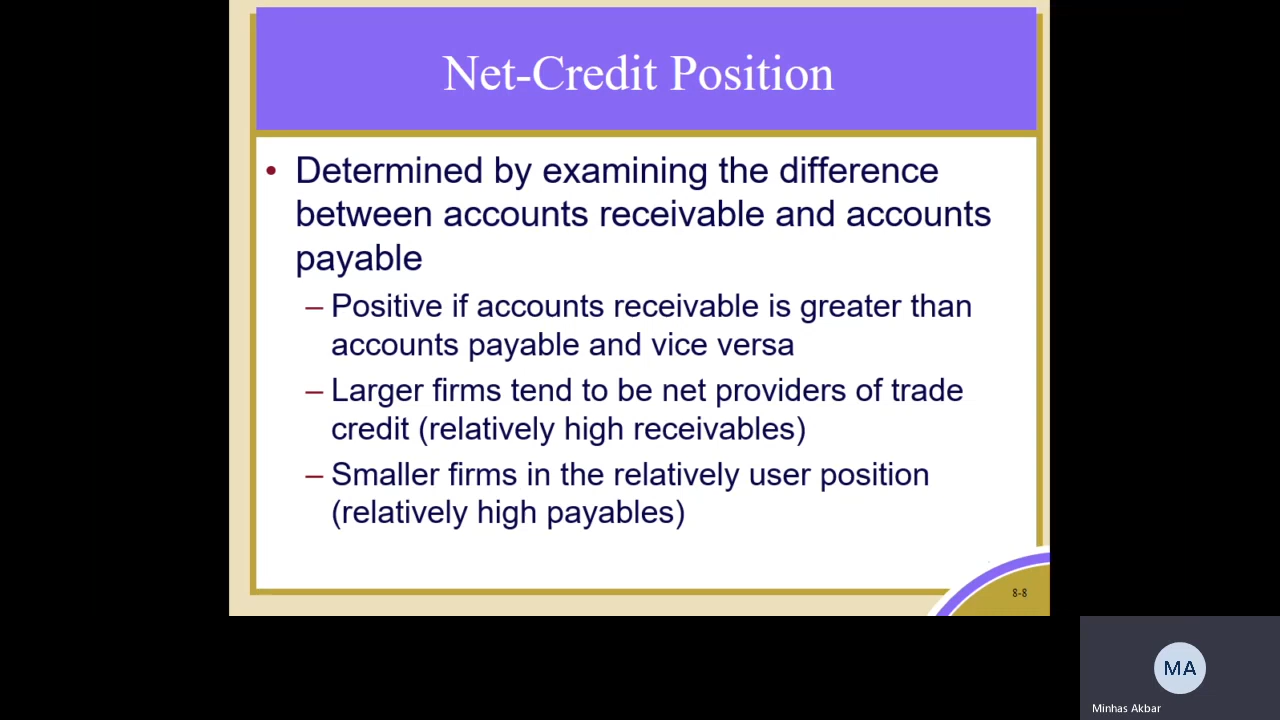 Net-Credit Position
• Determined by examining the difference
between accounts receivable and accounts
payable
– Positive if accounts receivable is greater than
accounts payable and vice versa
– Larger firms tend to be net providers of trade
credit (relatively high receivables)
– Smaller firms in the relatively user position
(relatively high payables)
8-8
MA
Minhas Akbar